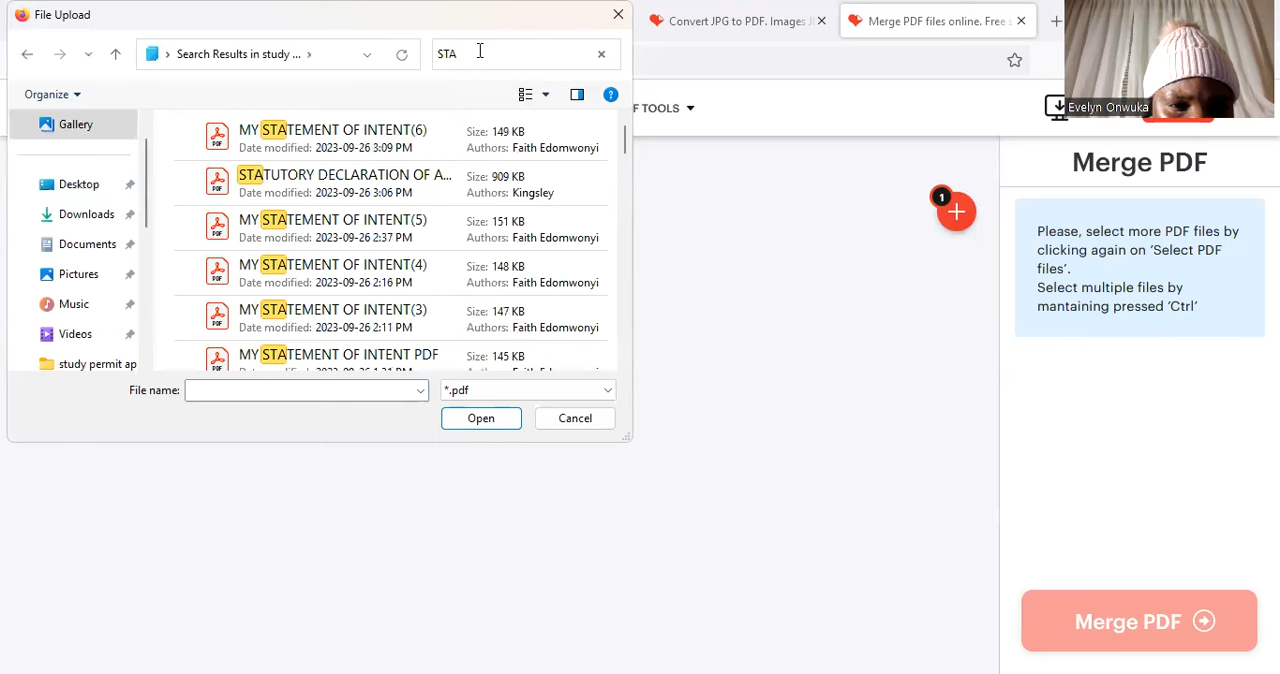 File Upload
Search Results in study ...
STA
Organize
Gallery
Desktop
Downloads
Documents
Pictures
Music
Videos
study permit ap
MY STATEMENT OF INTENT(6)
Date modified: 2023-09-26 3:09 PM
Size: 149 KB
Authors: Faith Edomwonyi
STATUTORY DECLARATION OF A...
Date modified: 2023-09-26 3:06 PM
Size: 909 KB
Authors: Kingsley
MY STATEMENT OF INTENT(5)
Date modified: 2023-09-26 2:37 PM
Size: 151 KB
Authors: Faith Edomwonyi
MY STATEMENT OF INTENT(4)
Date modified: 2023-09-26 2:16 PM
Size: 148 KB
Authors: Faith Edomwonyi
MY STATEMENT OF INTENT(3)
Date modified: 2023-09-26 2:11 PM
Size: 147 KB
Authors: Faith Edomwonyi
MY STATEMENT OF INTENT PDF
Size: 145 KB
File name:
*.pdf
Open
Cancel
Convert JPG to PDF. Images J
Merge PDF files online. Free s
F TOOLS
Evelyn Onwuka
1
Merge PDF
Please, select more PDF files by
clicking again on 'Select PDF
files'.
Select multiple files by
mantaining pressed 'Ctrl'
Merge PDF